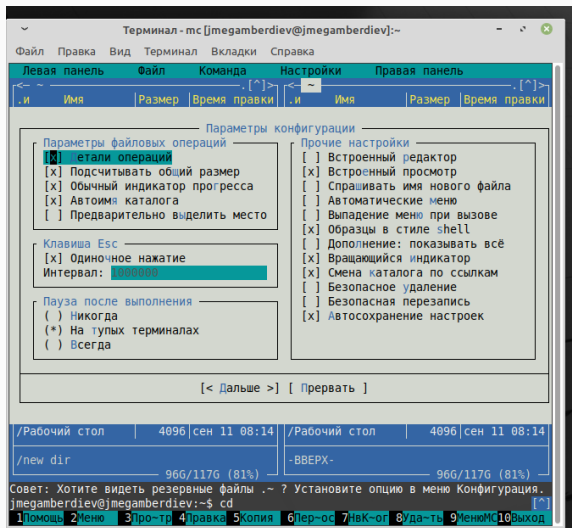 Терминал - mc [jmegamberdiev@jmegamberdiev]:~
Файл Правка Вид Терминал Вкладки Справка
Левая панель Файл Команда Настройки Правая панель
<— ~ .[^]> <— ~ .[^]>
.и Имя Размер Время правки .и Имя Размер Время правки
Параметры конфигурации
Параметры файловых операций
[x] Детали операций
[x] Подсчитывать общий размер
[x] Обычный индикатор прогресса
[x] Автоимя каталога
[ ] Предварительно выделить место
Клавиша Esc
[x] Одиночное нажатие
Интервал: 1000000
Пауза после выполнения
( ) Никогда
(*) На тупых терминалах
( ) Всегда
Прочие настройки
[ ] Встроенный редактор
[x] Встроенный просмотр
[ ] Спрашивать имя нового файла
[ ] Автоматические меню
[ ] Выпадение меню при вызове
[x] Образцы в стиле shell
[ ] Дополнение: показывать всё
[x] Вращающийся индикатор
[x] Смена каталога по ссылкам
[ ] Безопасное удаление
[ ] Безопасная перезапись
[x] Автосохранение настроек
[< Дальше >] [ Прервать ]
/Рабочий стол 4096 сен 11 08:14 /Рабочий стол 4096 сен 11 08:14
/new dir -ВВЕРХ-
96G/117G (81%) 96G/117G (81%)
Совет: Хотите видеть резервные файлы .~ ? Установите опцию в меню Конфигурация.
jmegamberdiev@jmegamberdiev:~$ cd [^]
1Помощь 2Меню 3Про~тр 4Правка 5Копия 6Пер~ос 7НвК~ог 8Уда~ть 9МенюMC 10Выход